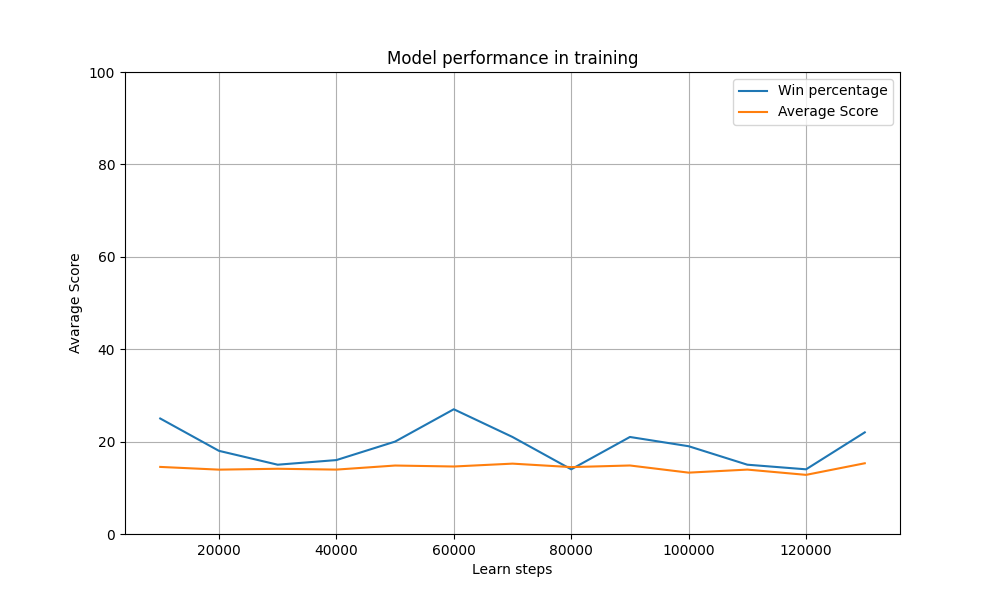 Model performance in training
Win percentage
Average Score
Avarage Score
100
80
60
40
20
0
20000 40000 60000 80000 100000 120000
Learn steps